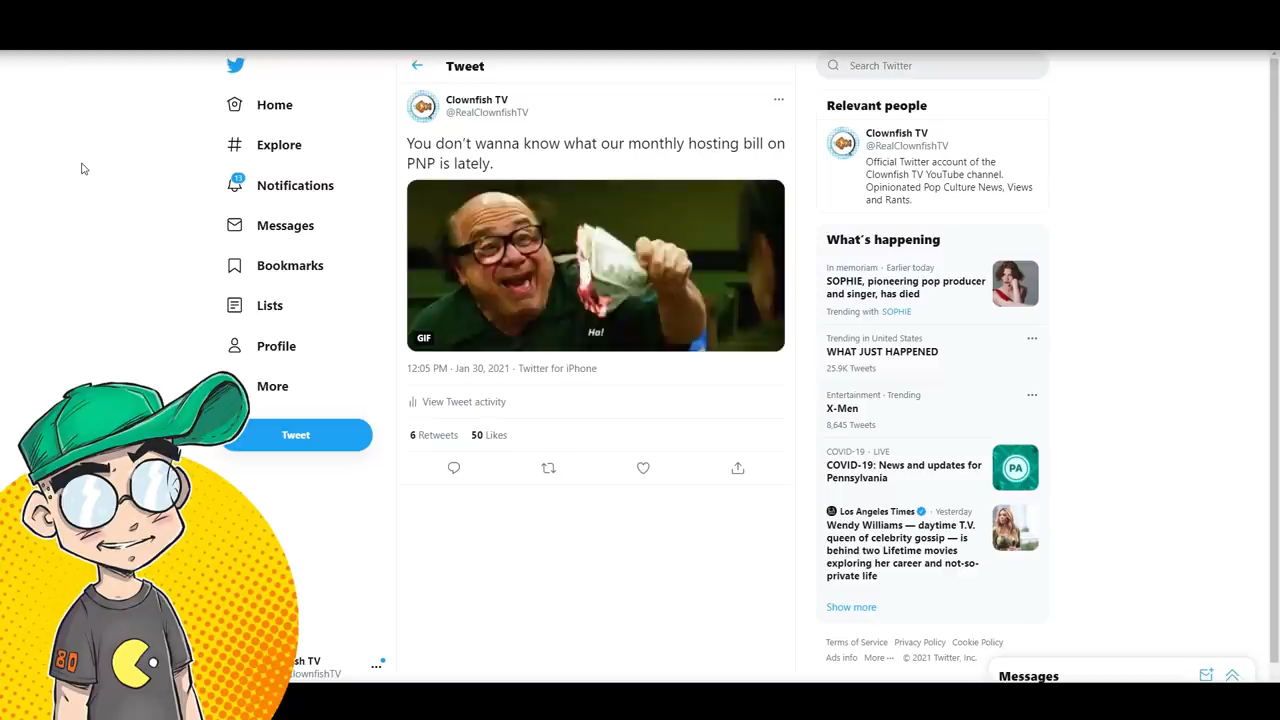 Home
Explore
13
Notifications
Messages
Bookmarks
Lists
Profile
More
Tweet
80
sh TV
clownfishTV
Tweet
Clownfish TV
@RealClownfishTV
You don't wanna know what our monthly hosting bill on
PNP is lately.
Ha!
GIF
12:05 PM · Jan 30, 2021 · Twitter for iPhone
View Tweet activity
6 Retweets 50 Likes
Search Twitter
Relevant people
Clownfish TV
@RealClownfishTV
Official Twitter account of the
Clownfish TV YouTube channel.
Opinionated Pop Culture News, Views
and Rants.
What's happening
In memoriam · Earlier today
SOPHIE, pioneering pop producer
and singer, has died
Trending with SOPHIE
Trending in United States
WHAT JUST HAPPENED
25.9K Tweets
Entertainment · Trending
X-Men
8,645 Tweets
COVID-19 · LIVE
COVID-19: News and updates for
Pennsylvania
PA
Los Angeles Times · Yesterday
Wendy Williams — daytime T.V.
queen of celebrity gossip — is
behind two Lifetime movies
exploring her career and not-so-
private life
Show more
Terms of Service Privacy Policy Cookie Policy
Ads info More ··· © 2021 Twitter, Inc.
Messages